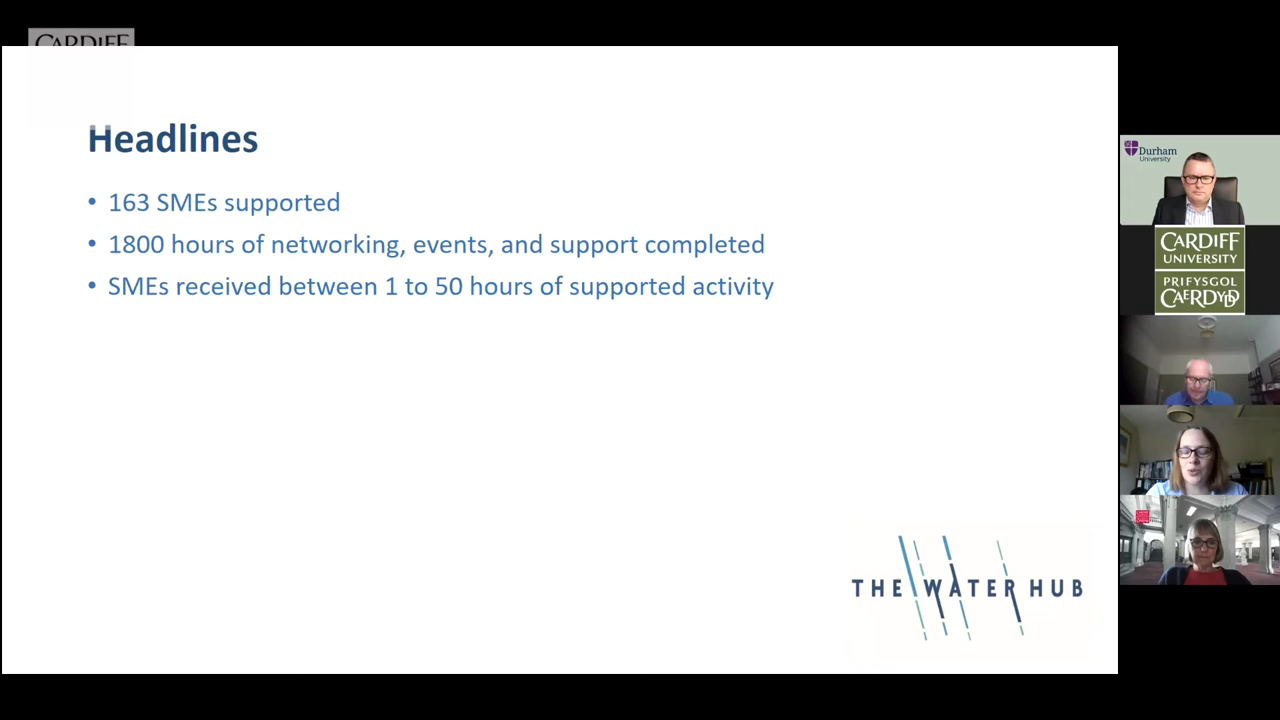 CARDIFF
Headlines
• 163 SMEs supported
• 1800 hours of networking, events, and support completed
• SMEs received between 1 to 50 hours of supported activity
THE WATER HUB
Durham
University
CARDIFF
UNIVERSITY
PRIFYSGOL
CAERDYDD